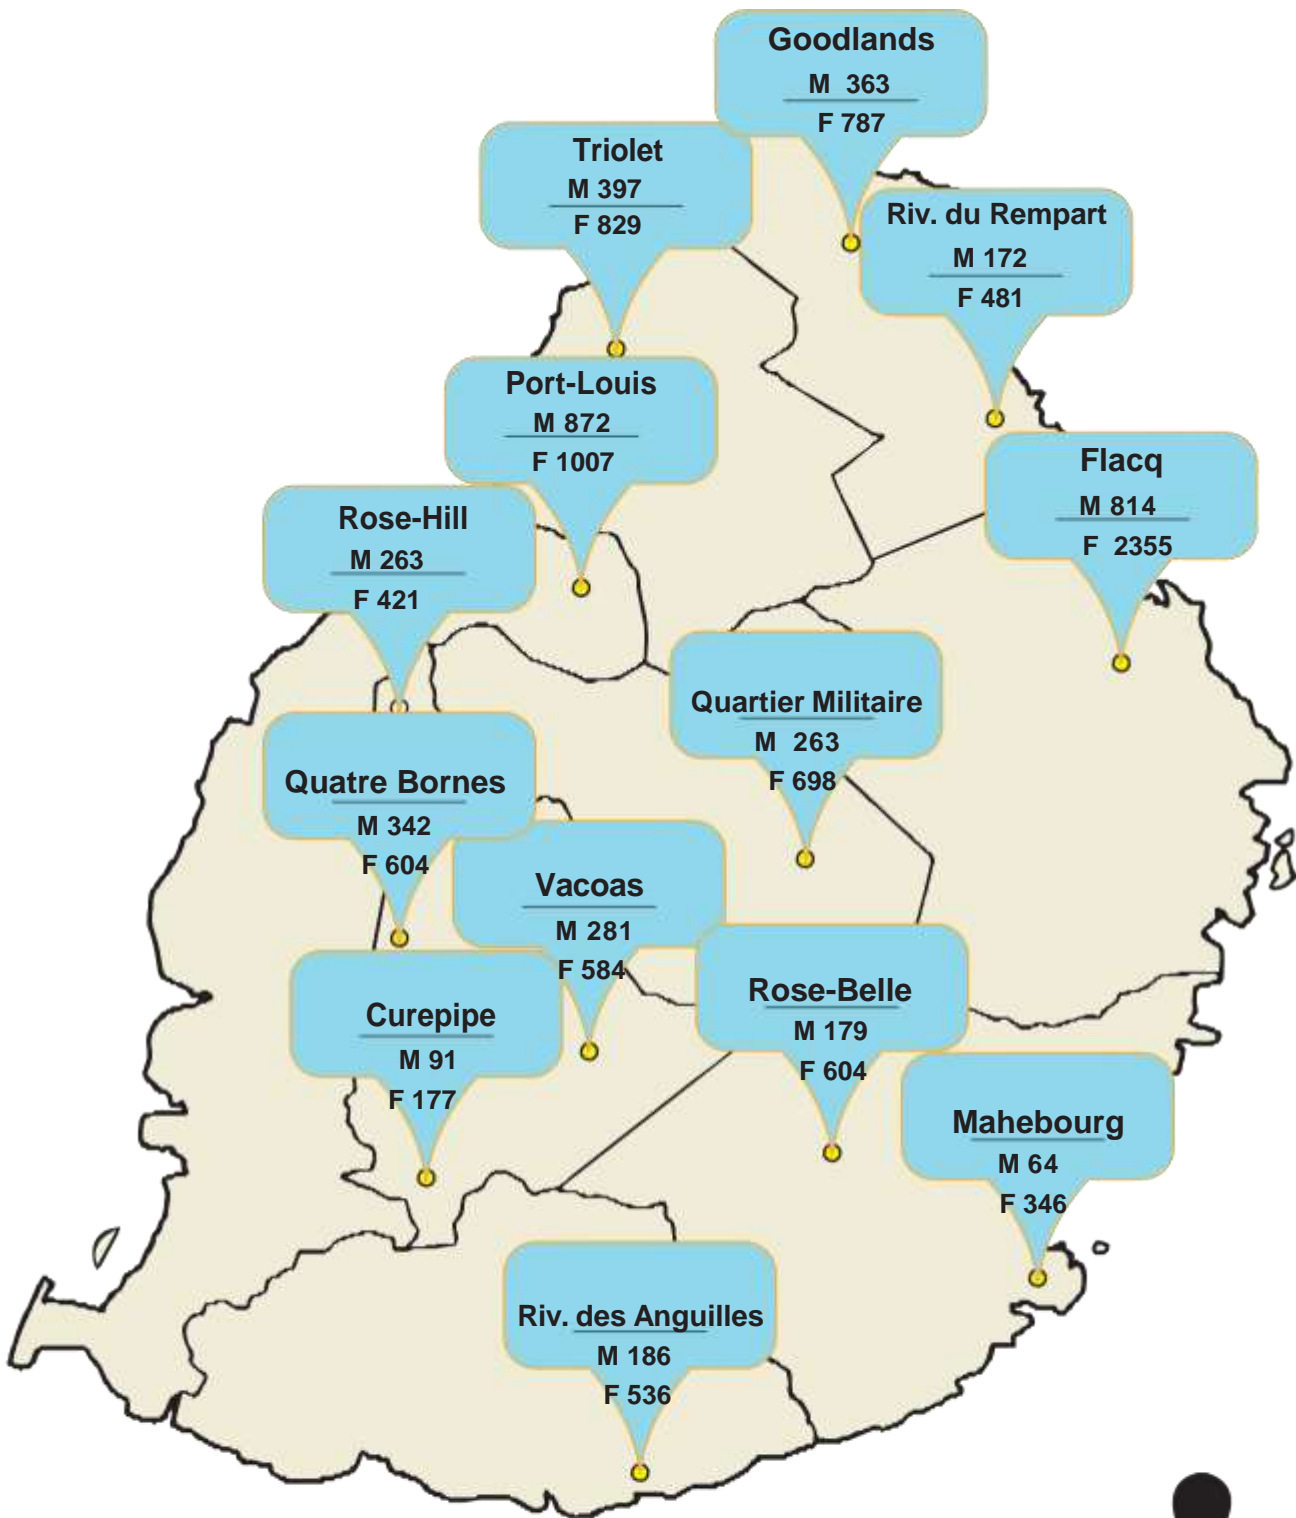 Goodlands
M 363
F 787
Triolet
M 397
F 829
Riv. du Rempart
M 172
F 481
Port-Louis
M 872
F 1007
Flacq
M 814
F 2355
Rose-Hill
M 263
F 421
Quartier Militaire
M 263
F 698
Quatre Bornes
M 342
F 604
Vacoas
M 281
F 584
Rose-Belle
M 179
F 604
Curepipe
M 91
F 177
Mahebourg
M 64
F 346
Riv. des Anguilles
M 186
F 536